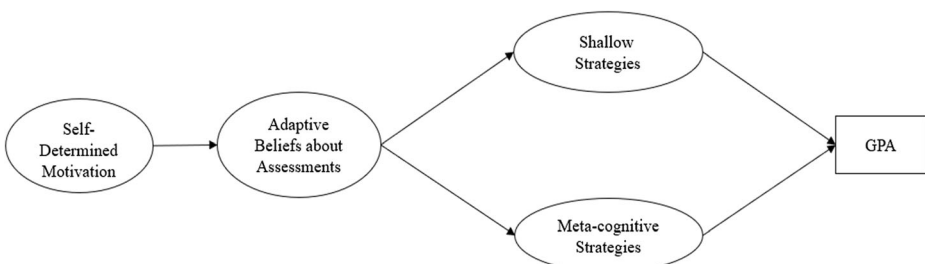 Self-
Determined
Motivation
Adaptive
Beliefs about
Assessments
Shallow
Strategies
Meta-cognitive
Strategies
GPA